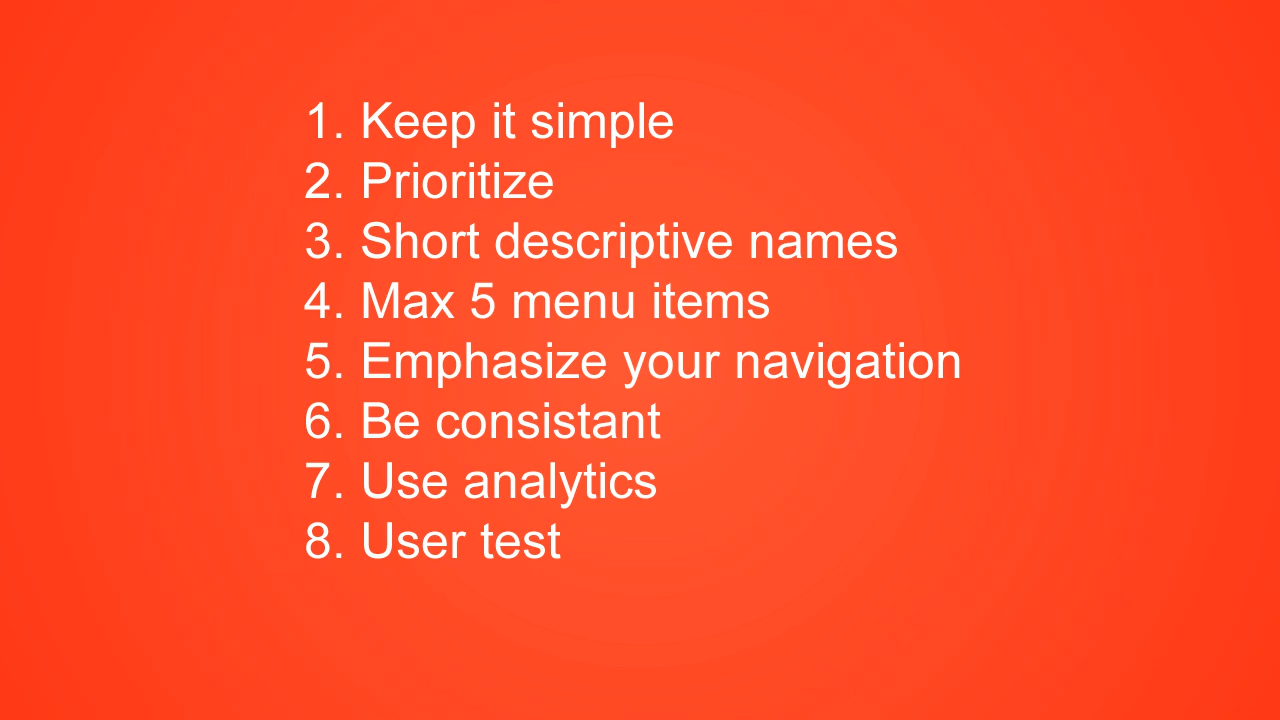 1. Keep it simple
2. Prioritize
3. Short descriptive names
4. Max 5 menu items
5. Emphasize your navigation
6. Be consistant
7. Use analytics
8. User test